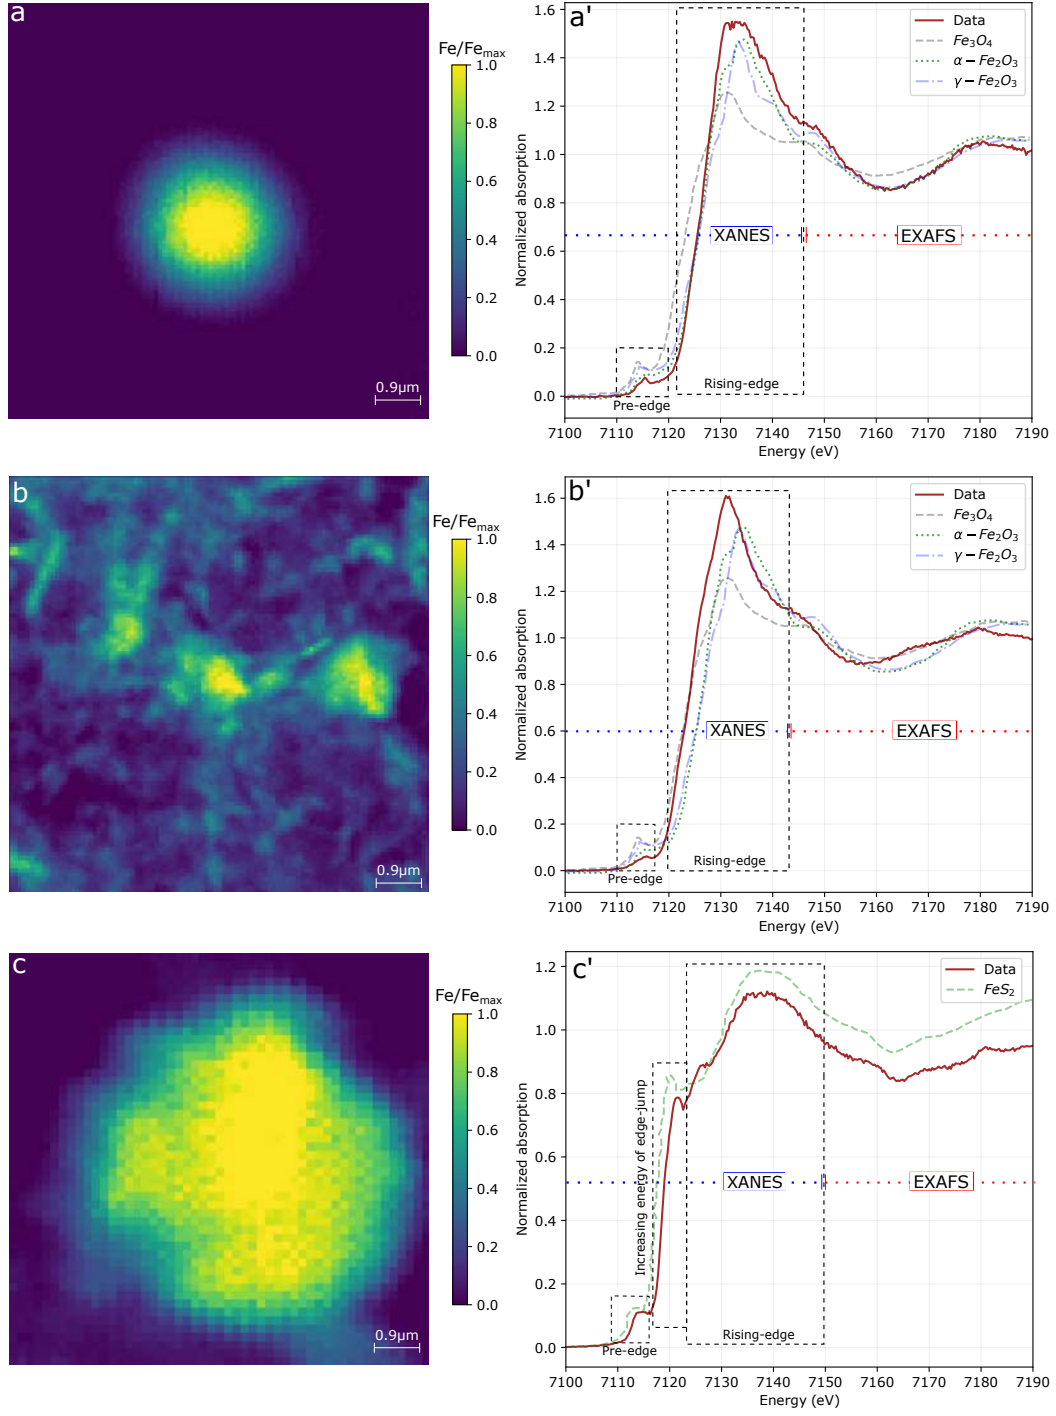 a
Fe/Fe_max
1.0
0.8
0.6
0.4
0.2
0.0
0.9μm
a'
Normalized absorption
1.6
1.4
1.2
1.0
0.8
0.6
0.4
0.2
0.0
Data
Fe₃O₄
α − Fe₂O₃
γ − Fe₂O₃
XANES
EXAFS
Rising-edge
Pre-edge
7100 7110 7120 7130 7140 7150 7160 7170 7180 7190
Energy (eV)
b
Fe/Fe_max
1.0
0.8
0.6
0.4
0.2
0.0
0.9μm
b'
Normalized absorption
1.6
1.4
1.2
1.0
0.8
0.6
0.4
0.2
0.0
Data
Fe₃O₄
α − Fe₂O₃
γ − Fe₂O₃
XANES
EXAFS
Rising-edge
Pre-edge
7100 7110 7120 7130 7140 7150 7160 7170 7180 7190
Energy (eV)
c
Fe/Fe_max
1.0
0.8
0.6
0.4
0.2
0.0
0.9μm
c'
Normalized absorption
1.2
1.0
0.8
0.6
0.4
0.2
0.0
Data
FeS₂
Increasing energy of edge-jump
XANES
EXAFS
Rising-edge
Pre-edge
7100 7110 7120 7130 7140 7150 7160 7170 7180 7190
Energy (eV)